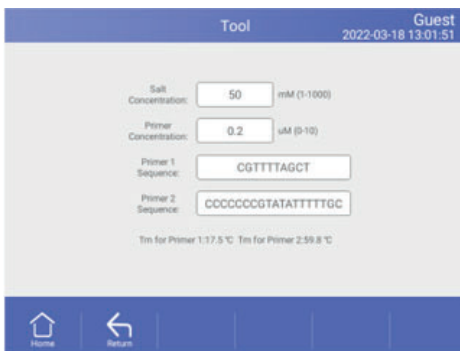 Tool
Guest
2022-03-18 13:01:51
Salt
Concentration:
50
mM (1-1000)
Primer
Concentration:
0.2
uM (0-10)
Primer 1
Sequence:
CGTTTTAGCT
Primer 2
Sequence:
CCCCCCCGTATATTTTTGC
Tm for Primer 1:17.5 ℃ Tm for Primer 2:59.8 ℃
Home
Return